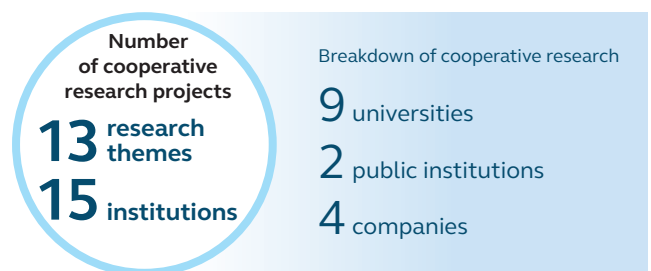 Number
of cooperative
research projects
13 research themes
15 institutions
Breakdown of cooperative research
9 universities
2 public institutions
4 companies